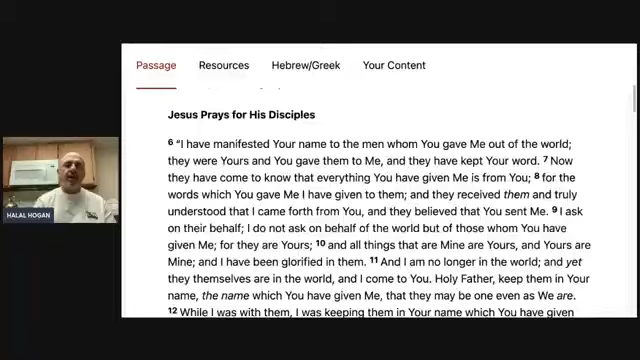 Passage
Resources
Hebrew/Greek
Your Content
Jesus Prays for His Disciples
6 “I have manifested Your name to the men whom You gave Me out of the world;
they were Yours and You gave them to Me, and they have kept Your word. 7 Now
they have come to know that everything You have given Me is from You; 8 for the
words which You gave Me I have given to them; and they received them and truly
understood that I came forth from You, and they believed that You sent Me. 9 I ask
on their behalf; I do not ask on behalf of the world but of those whom You have
given Me; for they are Yours; 10 and all things that are Mine are Yours, and Yours are
Mine; and I have been glorified in them. 11 And I am no longer in the world; and yet
they themselves are in the world, and I come to You. Holy Father, keep them in Your
name, the name which You have given Me, that they may be one even as We are.
12 While I was with them, I was keeping them in Your name which You have given
HALAL HOGAN